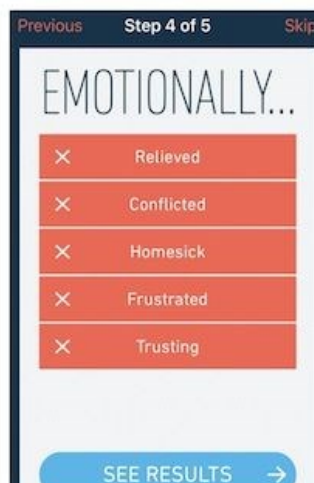 Previous Step 4 of 5 Skip
EMOTIONALLY...
× Relieved
× Conflicted
× Homesick
× Frustrated
× Trusting
SEE RESULTS →